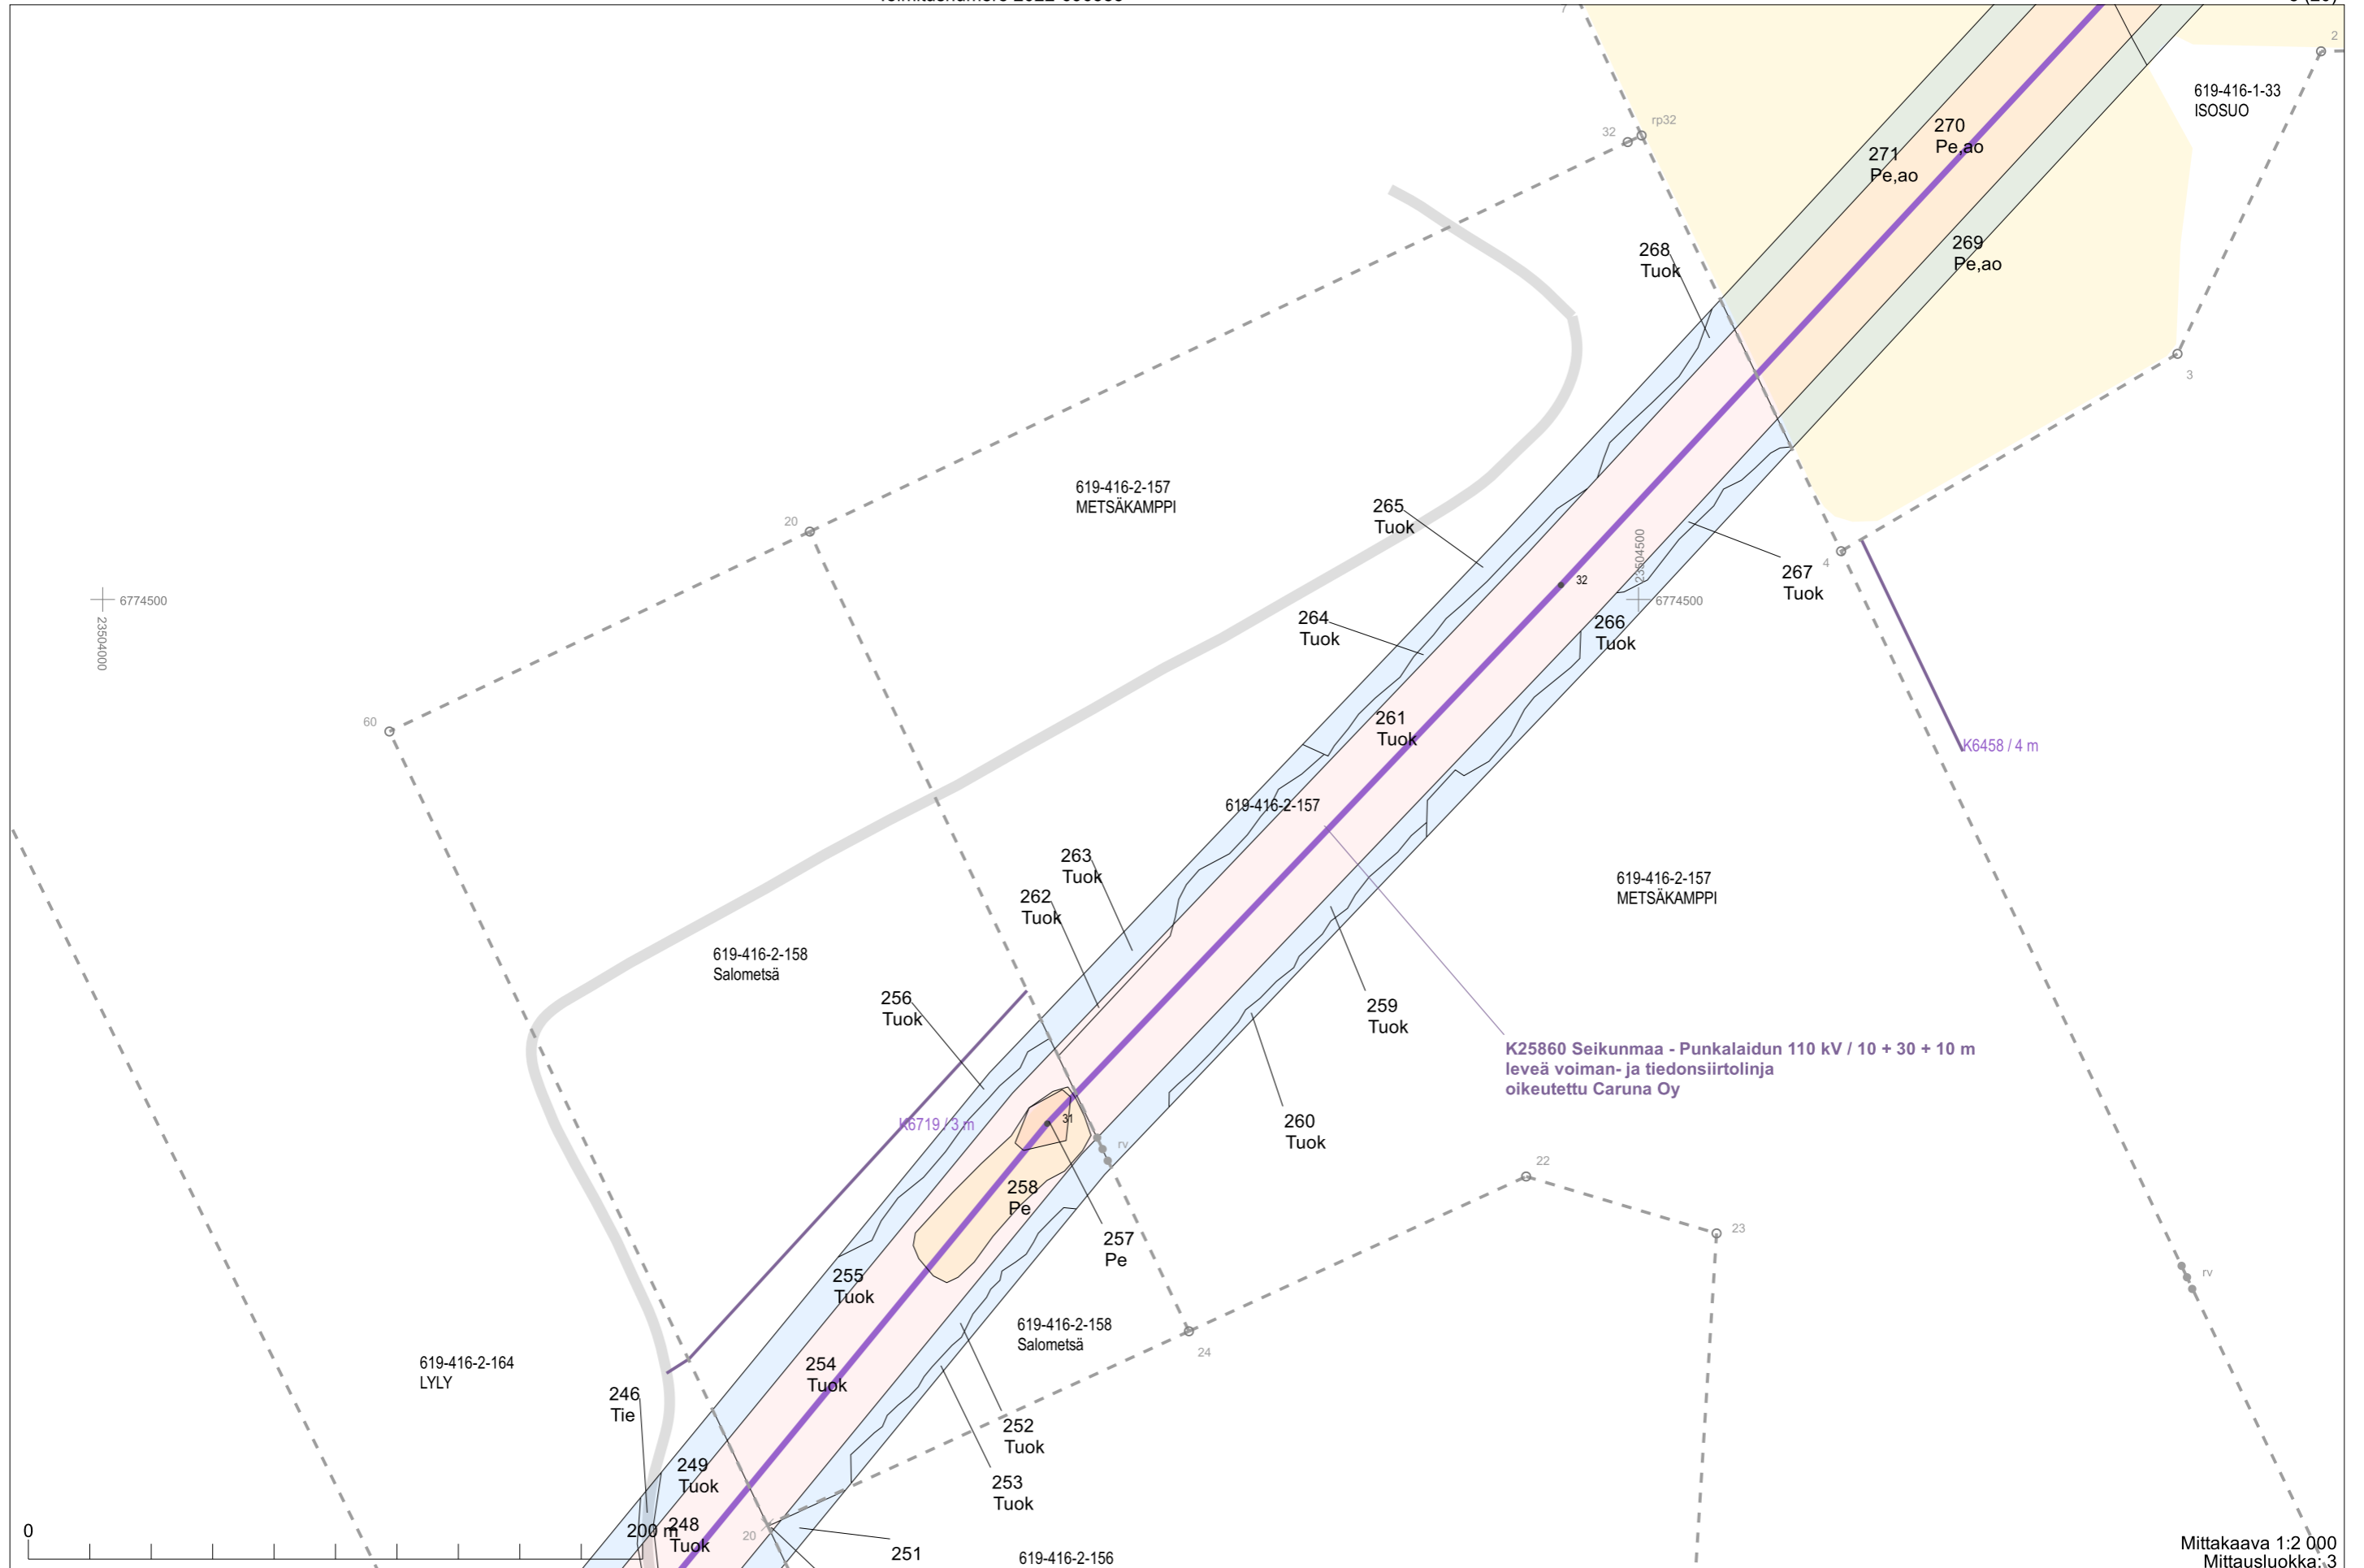 7
2
619-416-1-33
ISOSUO
32
rp32
270
Pe,ao
271
Pe,ao
269
Pe,ao
268
Tuok
3
619-416-2-157
METSÄKAMPPI
20
265
Tuok
23504500
4
267
Tuok
32
6774500
23504000
6774500
264
Tuok
266
Tuok
60
261
Tuok
K6458 / 4 m
619-416-2-157
263
Tuok
619-416-2-157
METSÄKAMPPI
262
Tuok
619-416-2-158
Salometsä
256
Tuok
259
Tuok
K25860 Seikunmaa - Punkalaidun 110 kV / 10 + 30 + 10 m
leveä voiman- ja tiedonsiirtolinja
oikeutettu Caruna Oy
K6719 / 3 m
31
rv
260
Tuok
22
258
Pe
23
257
Pe
255
Tuok
rv
619-416-2-158
Salometsä
24
619-416-2-164
LYLY
254
Tuok
246
Tie
252
Tuok
249
Tuok
253
Tuok
0
200 m
248
Tuok
20
251
619-416-2-156
Mittakaava 1:2 000
Mittausluokka: 3